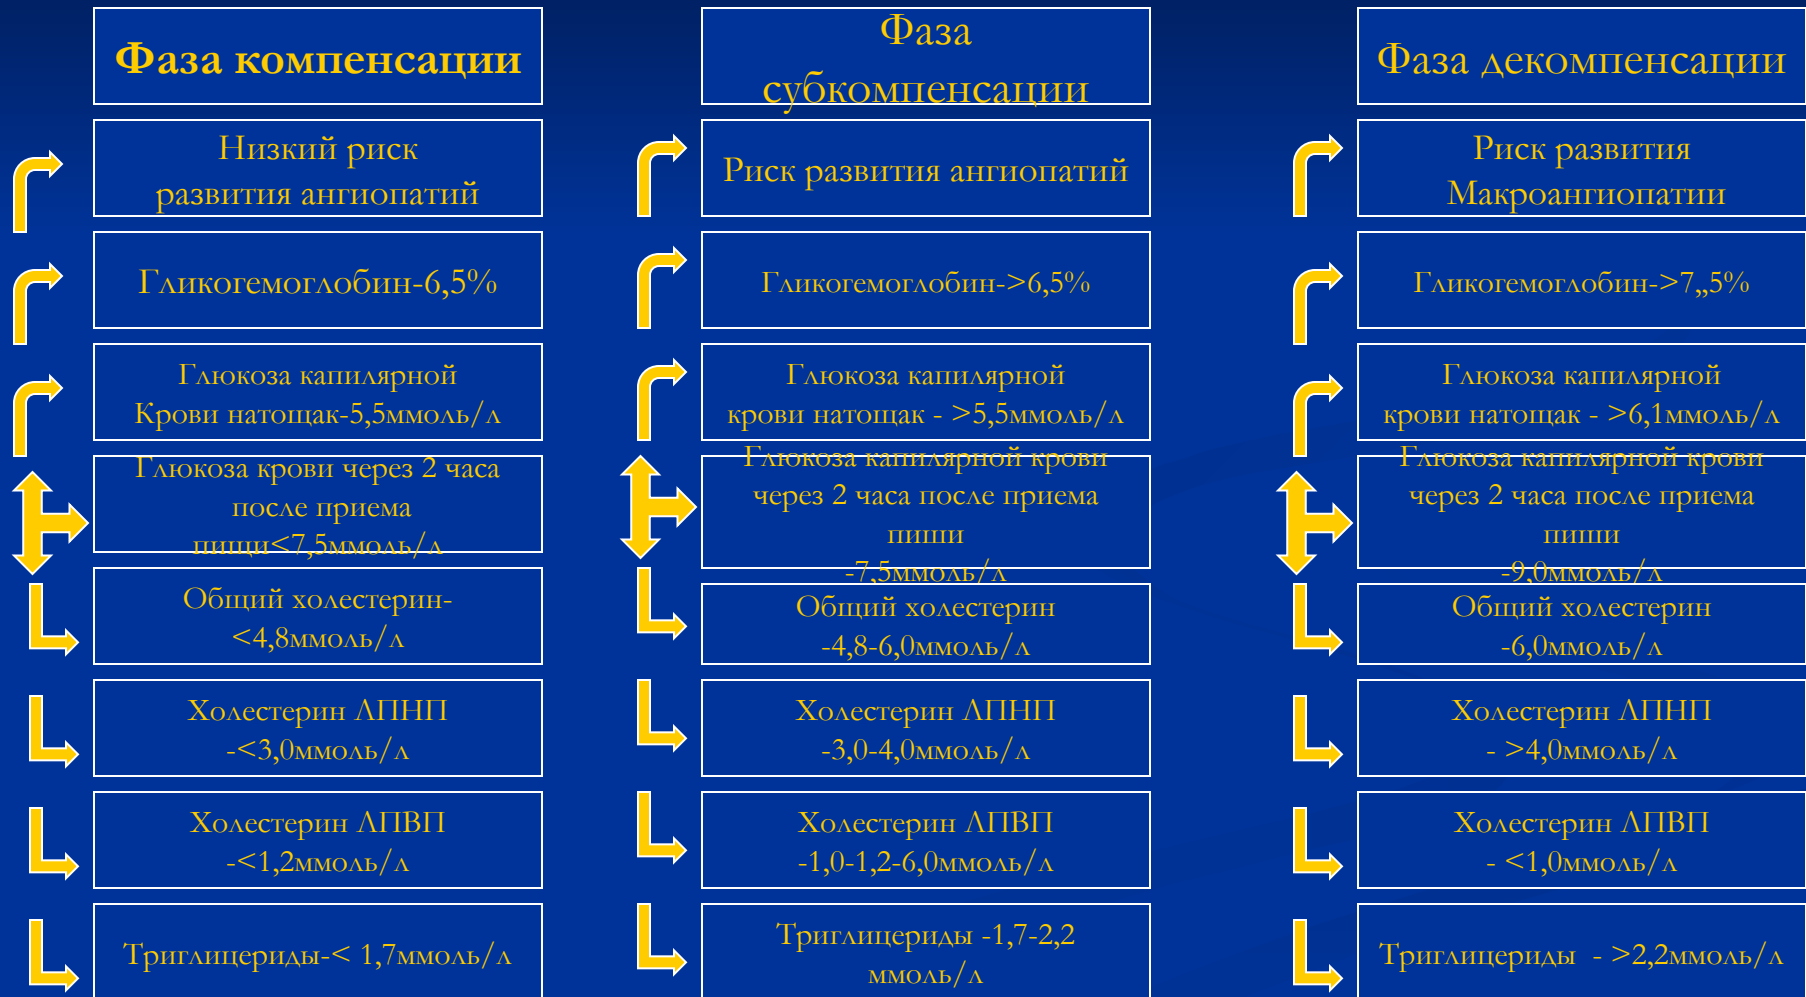 Фаза компенсации
Низкий риск
развития ангиопатий
Гликогемоглобин-6,5%
Глюкоза капилярной
Крови натощак-5,5ммоль/л
Глюкоза крови через 2 часа
после приема
пищи<7,5ммоль/л
Общий холестерин-
<4,8ммоль/л
Холестерин ЛПНП
-<3,0ммоль/л
Холестерин ЛПВП
-<1,2ммоль/л
Триглицериды-< 1,7ммоль/л
Фаза
субкомпенсации
Риск развития ангиопатий
Гликогемоглобин->6,5%
Глюкоза капилярной
крови натощак - >5,5ммоль/л
Глюкоза капилярной крови
через 2 часа после приема
пиши
-7,5ммоль/л
Общий холестерин
-4,8-6,0ммоль/л
Холестерин ЛПНП
-3,0-4,0ммоль/л
Холестерин ЛПВП
-1,0-1,2-6,0ммоль/л
Триглицериды -1,7-2,2
ммоль/л
Фаза декомпенсации
Риск развития
Макроангиопатии
Гликогемоглобин->7,,5%
Глюкоза капилярной
крови натощак - >6,1ммоль/л
Глюкоза капилярной крови
через 2 часа после приема
пиши
-9,0ммоль/л
Общий холестерин
-6,0ммоль/л
Холестерин ЛПНП
- >4,0ммоль/л
Холестерин ЛПВП
- <1,0ммоль/л
Триглицериды - >2,2ммоль/л